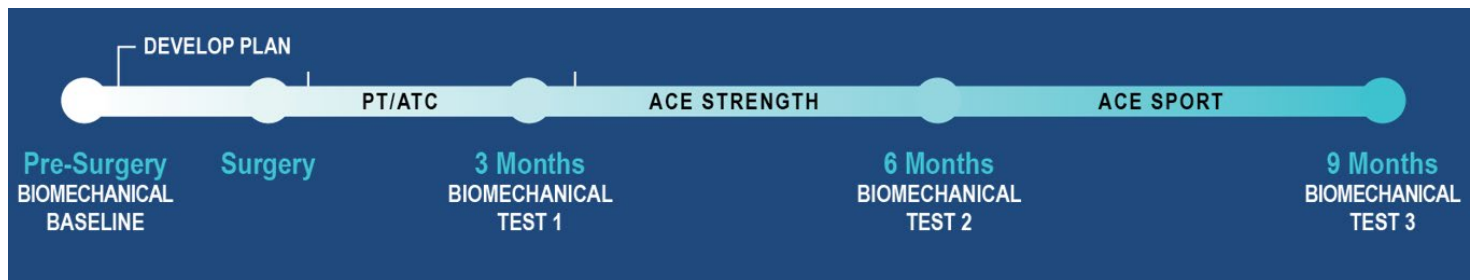 DEVELOP PLAN
PT/ATC
ACE STRENGTH
ACE SPORT
Pre-Surgery
BIOMECHANICAL
BASELINE
Surgery
3 Months
BIOMECHANICAL
TEST 1
6 Months
BIOMECHANICAL
TEST 2
9 Months
BIOMECHANICAL
TEST 3